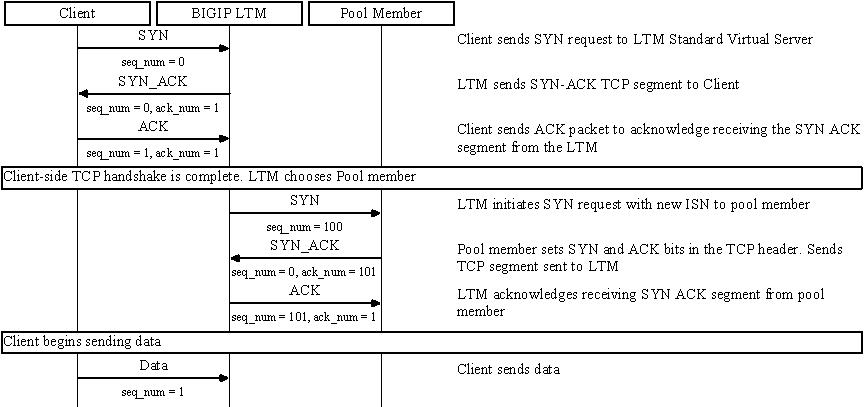 Client
BIGIP LTM
Pool Member
SYN
Client sends SYN request to LTM Standard Virtual Server
seq_num = 0
SYN_ACK
LTM sends SYN-ACK TCP segment to Client
seq_num = 0, ack_num = 1
ACK
Client sends ACK packet to acknowledge receiving the SYN ACK
segment from the LTM
seq_num = 1, ack_num = 1
Client-side TCP handshake is complete. LTM chooses Pool member
SYN
LTM initiates SYN request with new ISN to pool member
seq_num = 100
SYN_ACK
Pool member sets SYN and ACK bits in the TCP header. Sends
TCP segment sent to LTM
seq_num = 0, ack_num = 101
ACK
LTM acknowledges receiving SYN ACK segment from pool
member
seq_num = 101, ack_num = 1
Client begins sending data
Data
Client sends data
seq_num = 1